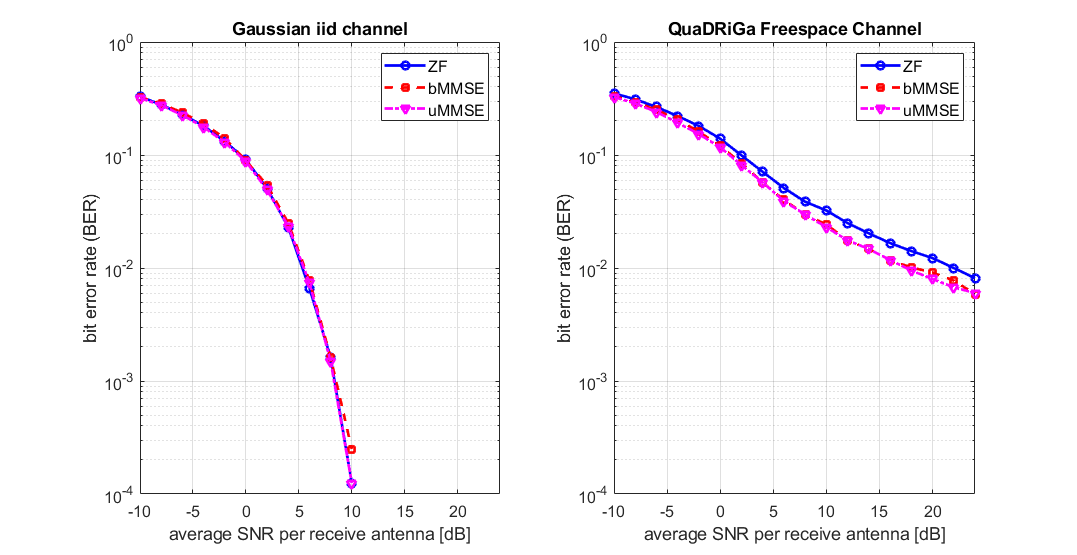 Gaussian iid channel
10^0
10^-1
10^-2
10^-3
10^-4
bit error rate (BER)
ZF
bMMSE
uMMSE
-10 -5 0 5 10 15 20
average SNR per receive antenna [dB]
QuaDRiGa Freespace Channel
10^0
10^-1
10^-2
10^-3
10^-4
bit error rate (BER)
ZF
bMMSE
uMMSE
-10 -5 0 5 10 15 20
average SNR per receive antenna [dB]